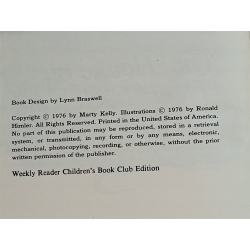 Book Design by Lynn Braswell
Copyright © 1976 by Marty Kelly. Illustrations © 1976 by Ronald
Himler. All Rights Reserved. Printed in the United States of America.
No part of this publication may be reproduced, stored in a retrieval
system, or transmitted, in any form or by any means, electronic,
mechanical, photocopying, recording, or otherwise, without the prior
written permission of the publisher.
Weekly Reader Children's Book Club Edition